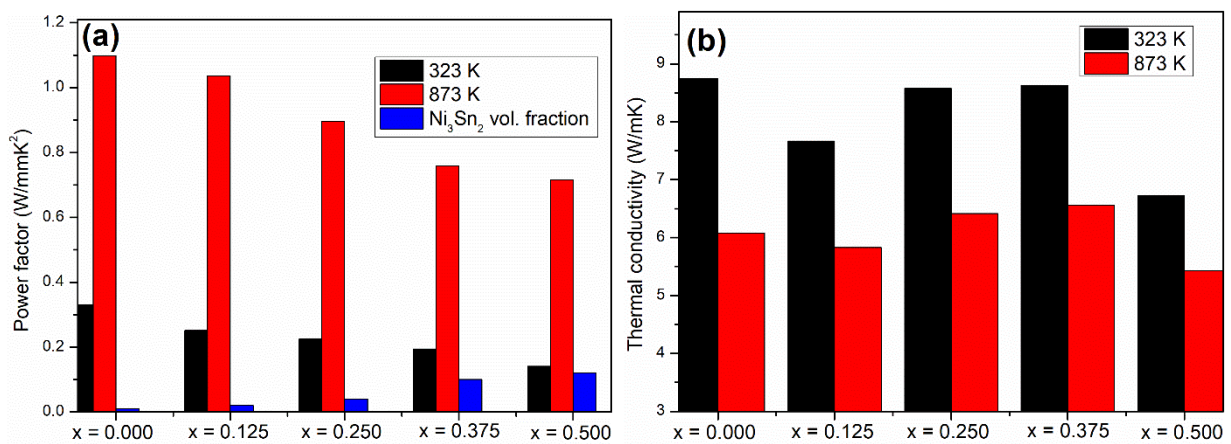 (a)
323 K
873 K
Ni₃Sn₂ vol. fraction
Power factor (W/mmK²)
1.2
1.0
0.8
0.6
0.4
0.2
0.0
x = 0.000
x = 0.125
x = 0.250
x = 0.375
x = 0.500
(b)
323 K
873 K
Thermal conductivity (W/mK)
9
8
7
6
5
4
3
x = 0.000
x = 0.125
x = 0.250
x = 0.375
x = 0.500